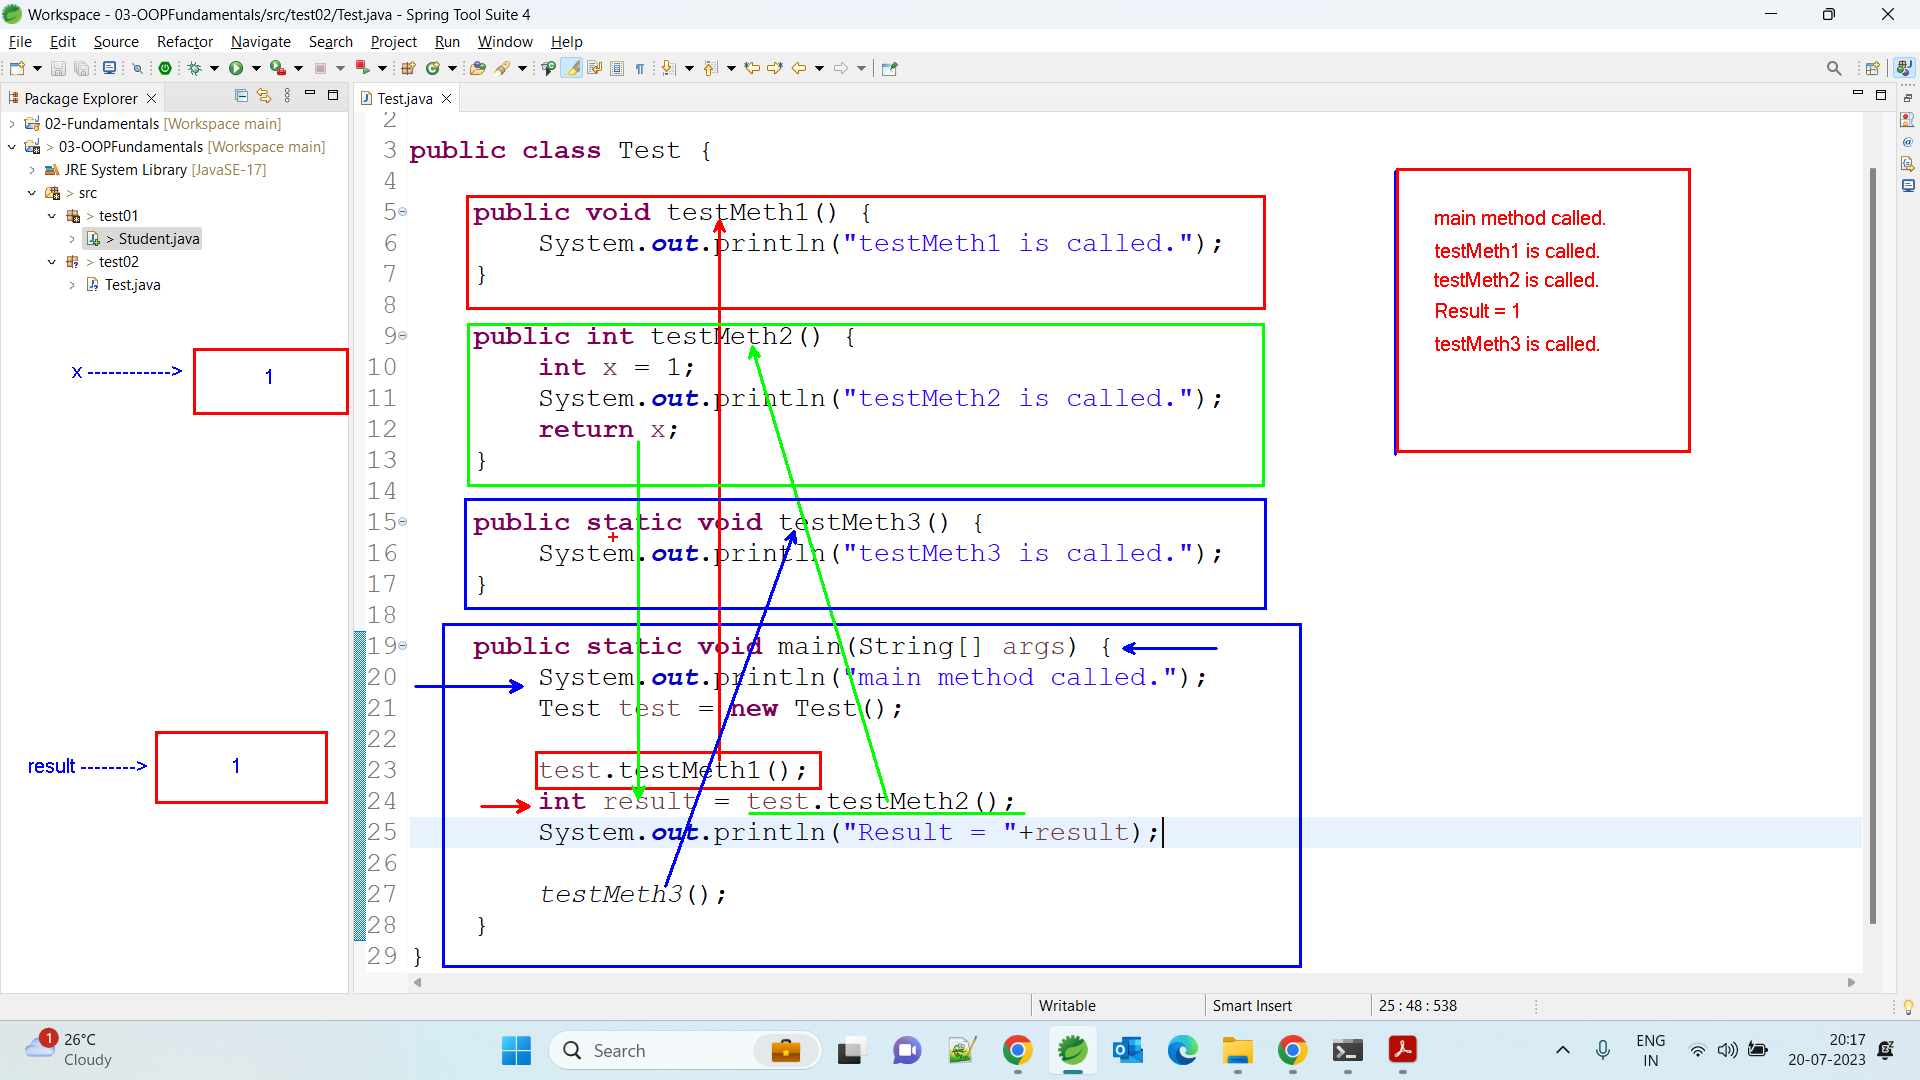 Workspace - 03-OOPFundamentals/src/test02/Test.java - Spring Tool Suite 4
File Edit Source Refactor Navigate Search Project Run Window Help
Package Explorer
Test.java
02-Fundamentals [Workspace main]
> 03-OOPFundamentals [Workspace main]
JRE System Library [JavaSE-17]
> src
> test01
> Student.java
> test02
Test.java
x ------------>
1
result -------->
1
2
3 public class Test {
4
5 public void testMeth1() {
6 System.out.println("testMeth1 is called.");
7 }
8
9 public int testMeth2() {
10 int x = 1;
11 System.out.println("testMeth2 is called.");
12 return x;
13 }
14
15 public static void testMeth3() {
16 System.out.println("testMeth3 is called.");
17 }
18
19 public static void main(String[] args) {
20 System.out.println("main method called.");
21 Test test = new Test();
22
23 test.testMeth1();
24 int result = test.testMeth2();
25 System.out.println("Result = "+result);
26
27 testMeth3();
28 }
29 }
main method called.
testMeth1 is called.
testMeth2 is called.
Result = 1
testMeth3 is called.
Writable Smart Insert 25 : 48 : 538
1
26°C
Cloudy
Search
ENG
IN
20:17
20-07-2023